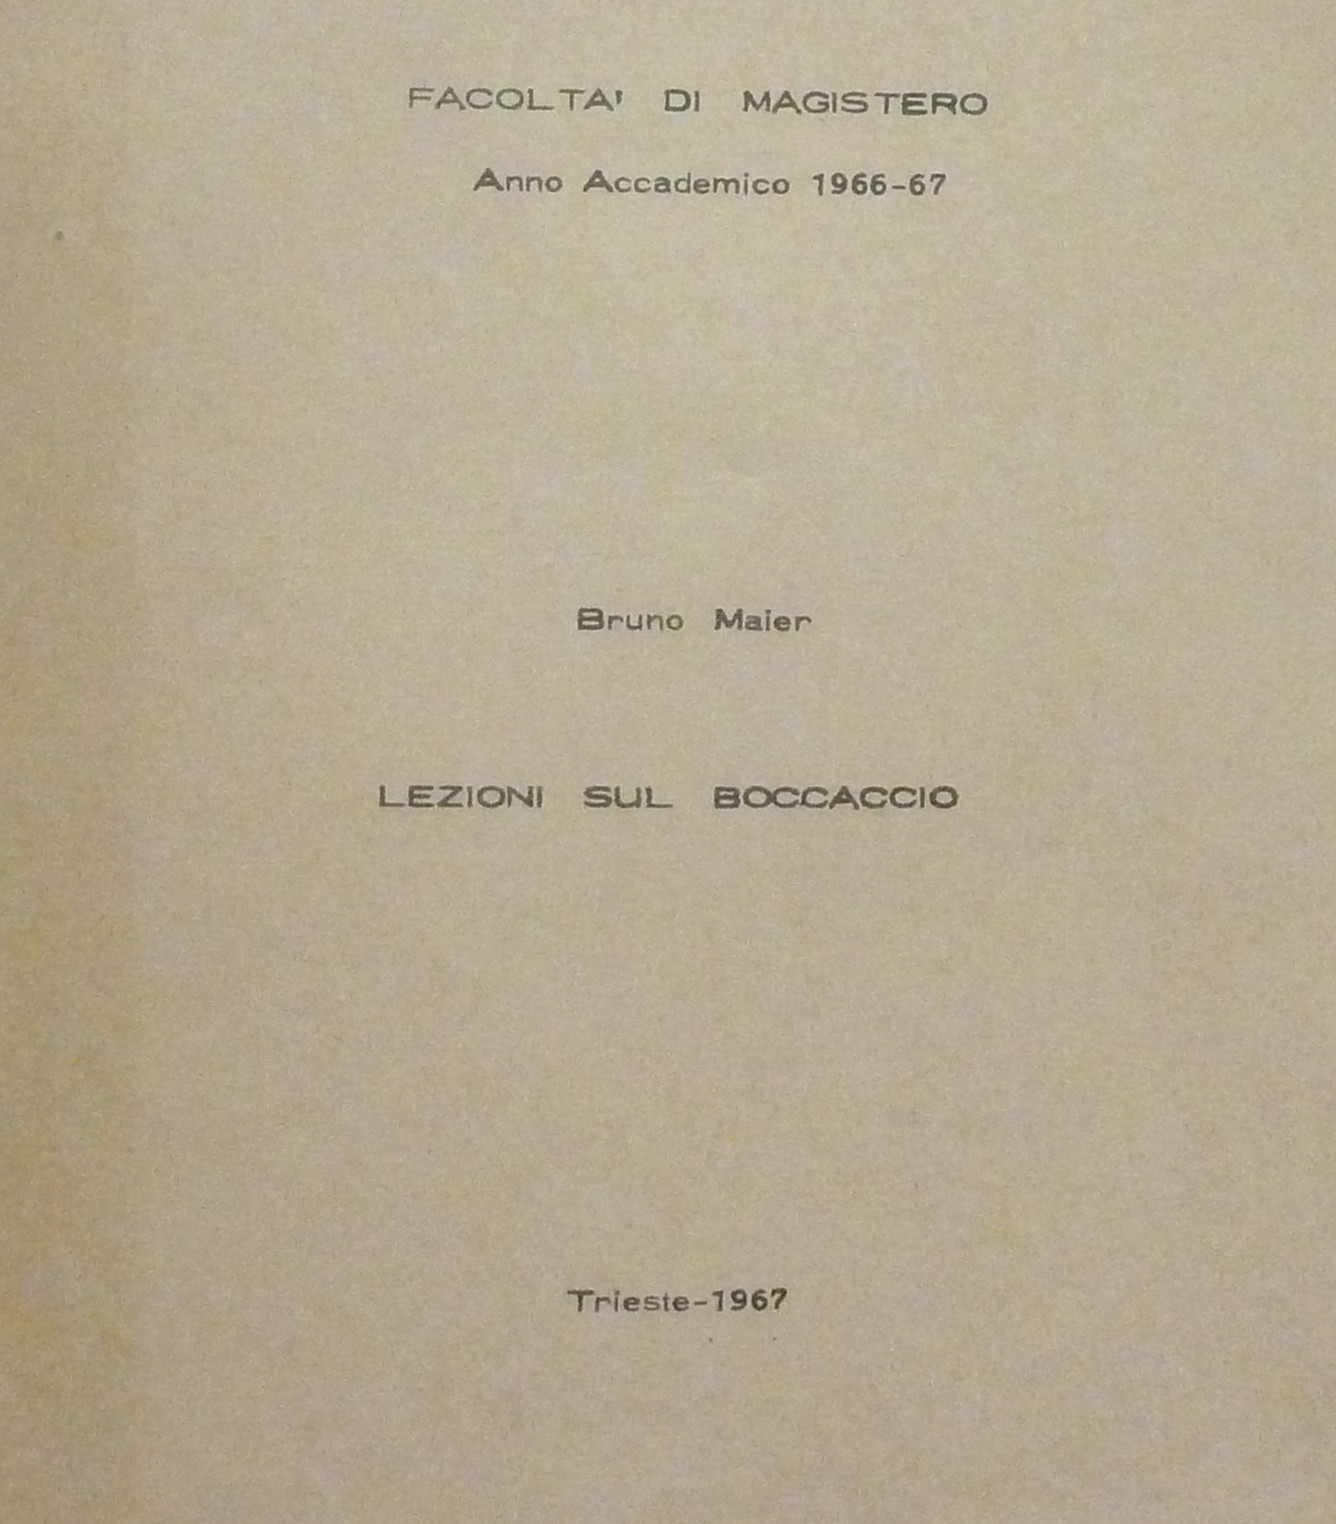 FACOLTA' DI MAGISTERO
Anno Accademico 1966-67
Bruno Maier
LEZIONI SUL BOCCACCIO
Trieste-1967